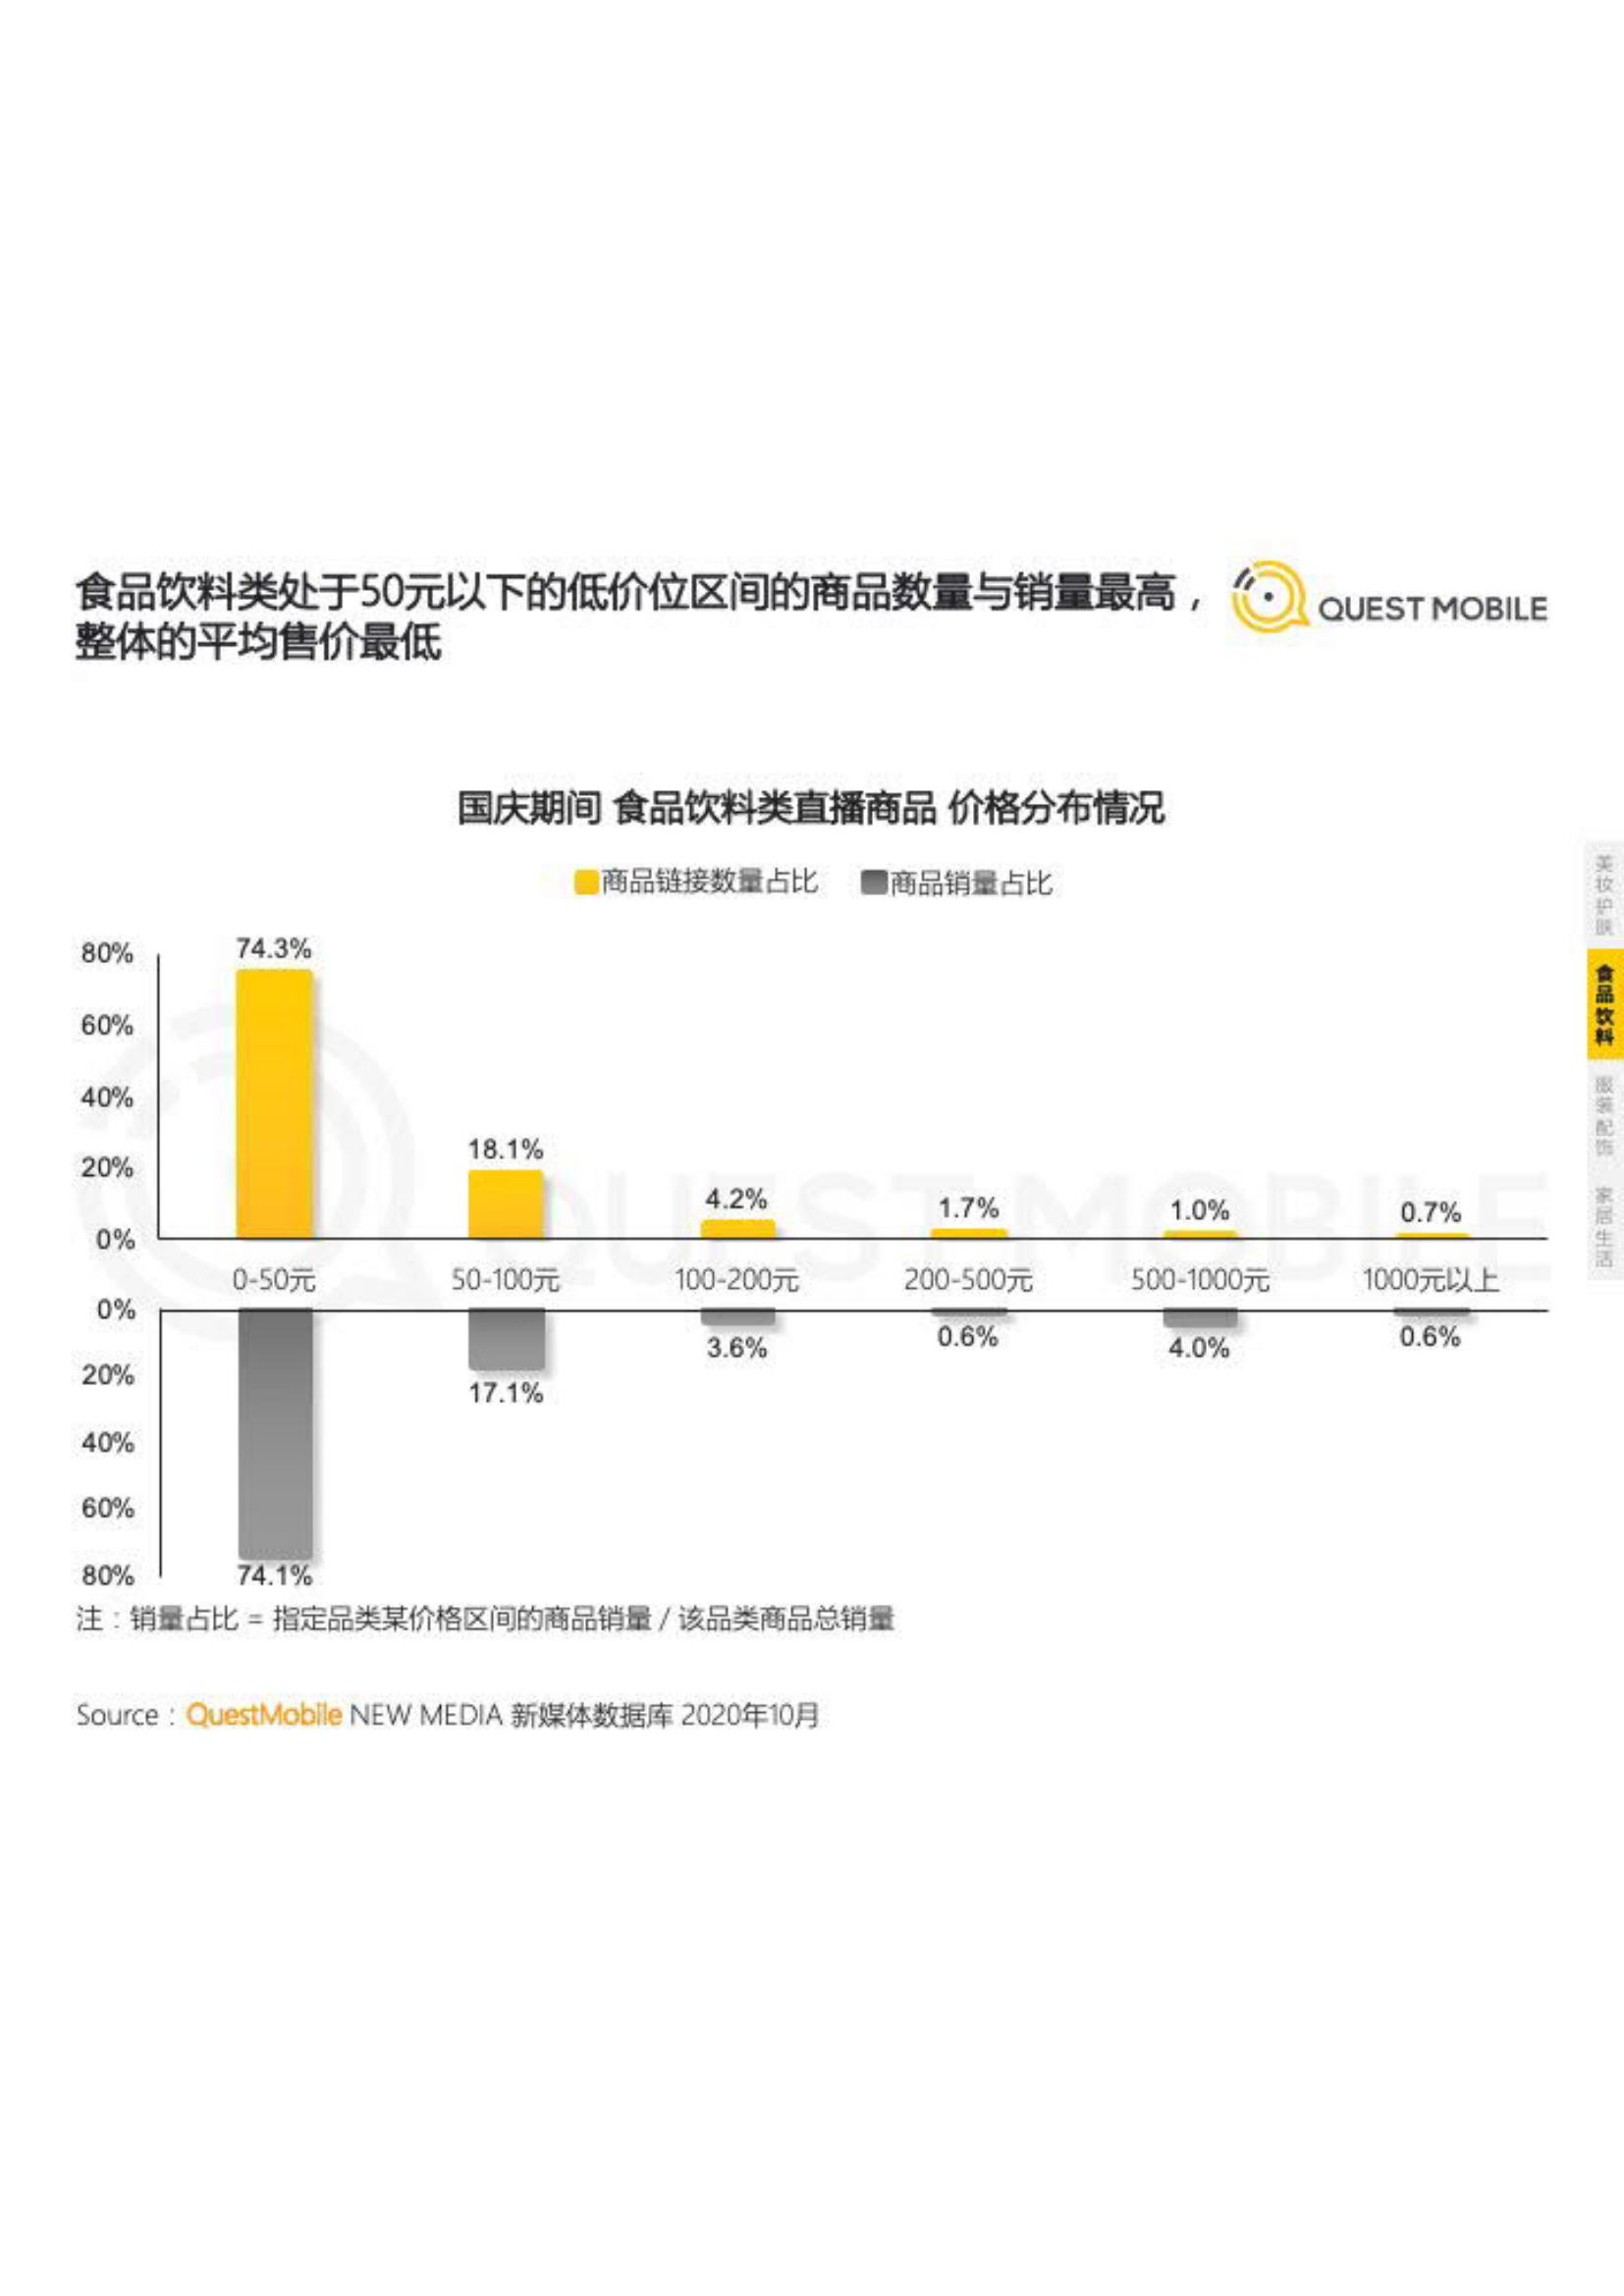 食品饮料类处于50元以下的低价位区间的商品数量与销量最高，
整体的平均售价最低
QUEST MOBILE
国庆期间 食品饮料类直播商品 价格分布情况
商品链接数量占比 商品销量占比
80%
60%
40%
20%
0%
74.3%
18.1%
4.2%
1.7%
1.0%
0.7%
0-50元 50-100元 100-200元 200-500元 500-1000元 1000元以上
0%
20%
40%
60%
80%
74.1%
17.1%
3.6%
0.6%
4.0%
0.6%
注：销量占比 = 指定品类某价格区间的商品销量 / 该品类商品总销量
Source：QuestMobile NEW MEDIA 新媒体数据库 2020年10月
美妆护肤
食品饮料
服装配饰
家居生活
QUEST MOBILE